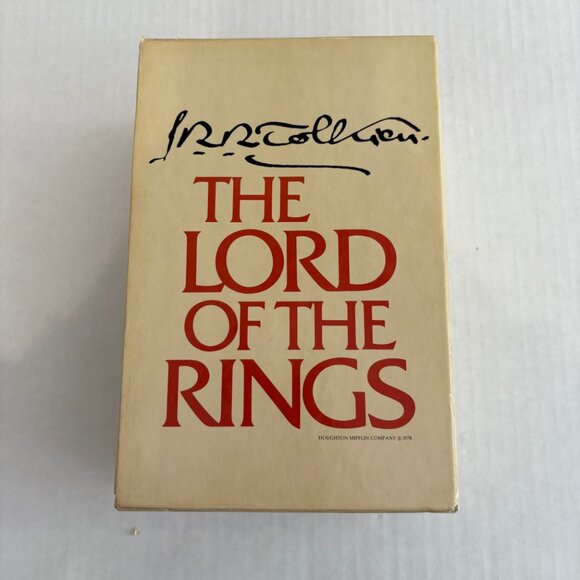 J.R.R. Tolkien.
THE
LORD
OF THE
RINGS
HOUGHTON MIFFLIN COMPANY © 1978